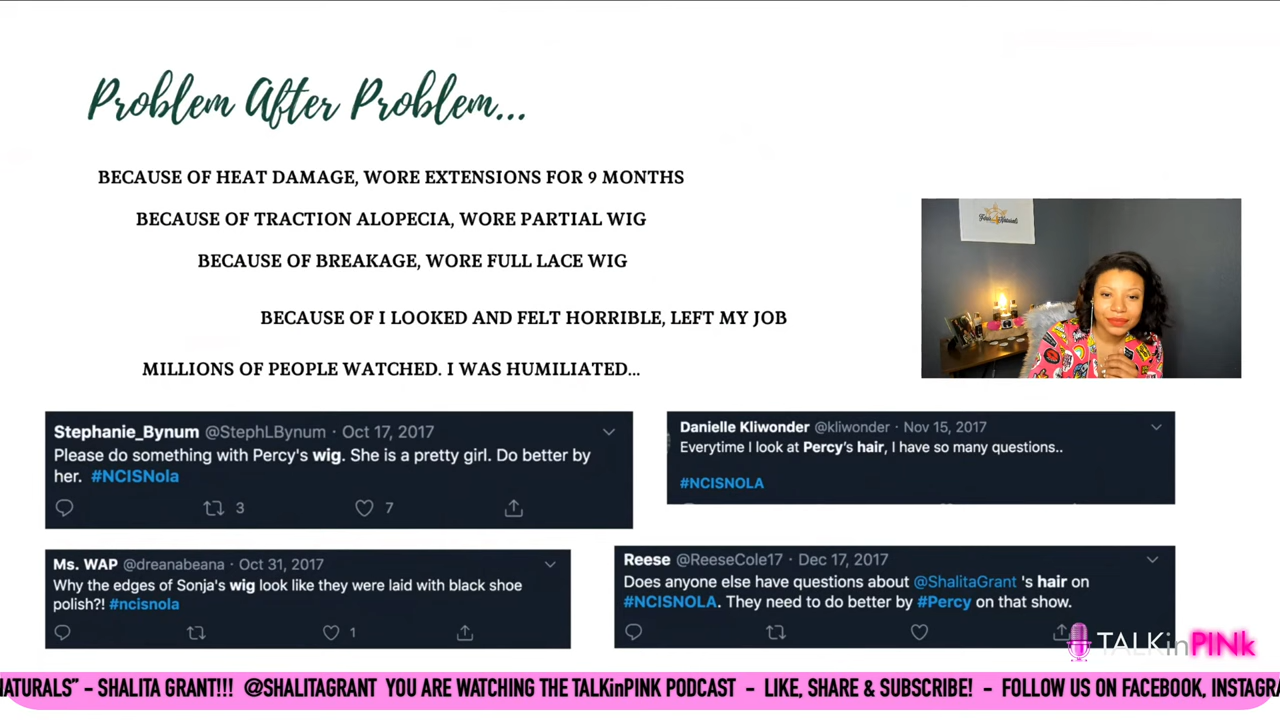 Problem After Problem...
BECAUSE OF HEAT DAMAGE, WORE EXTENSIONS FOR 9 MONTHS
BECAUSE OF TRACTION ALOPECIA, WORE PARTIAL WIG
BECAUSE OF BREAKAGE, WORE FULL LACE WIG
BECAUSE OF I LOOKED AND FELT HORRIBLE, LEFT MY JOB
MILLIONS OF PEOPLE WATCHED. I WAS HUMILIATED...
Stephanie_Bynum @StephLBynum · Oct 17, 2017
Please do something with Percy's wig. She is a pretty girl. Do better by
her. #NCISNola
3 7
Danielle Kliwonder @kliwonder · Nov 15, 2017
Everytime I look at Percy's hair, I have so many questions..
#NCISNOLA
Ms. WAP @dreanabeana · Oct 31, 2017
Why the edges of Sonja's wig look like they were laid with black shoe
polish?! #ncisnola
1
Reese @ReeseCole17 · Dec 17, 2017
Does anyone else have questions about @ShalitaGrant 's hair on
#NCISNOLA. They need to do better by #Percy on that show.
TALKinPINk
NATURALS" - SHALITA GRANT!!! @SHALITAGRANT YOU ARE WATCHING THE TALKinPINK PODCAST - LIKE, SHARE & SUBSCRIBE! - FOLLOW US ON FACEBOOK, INSTAGRA